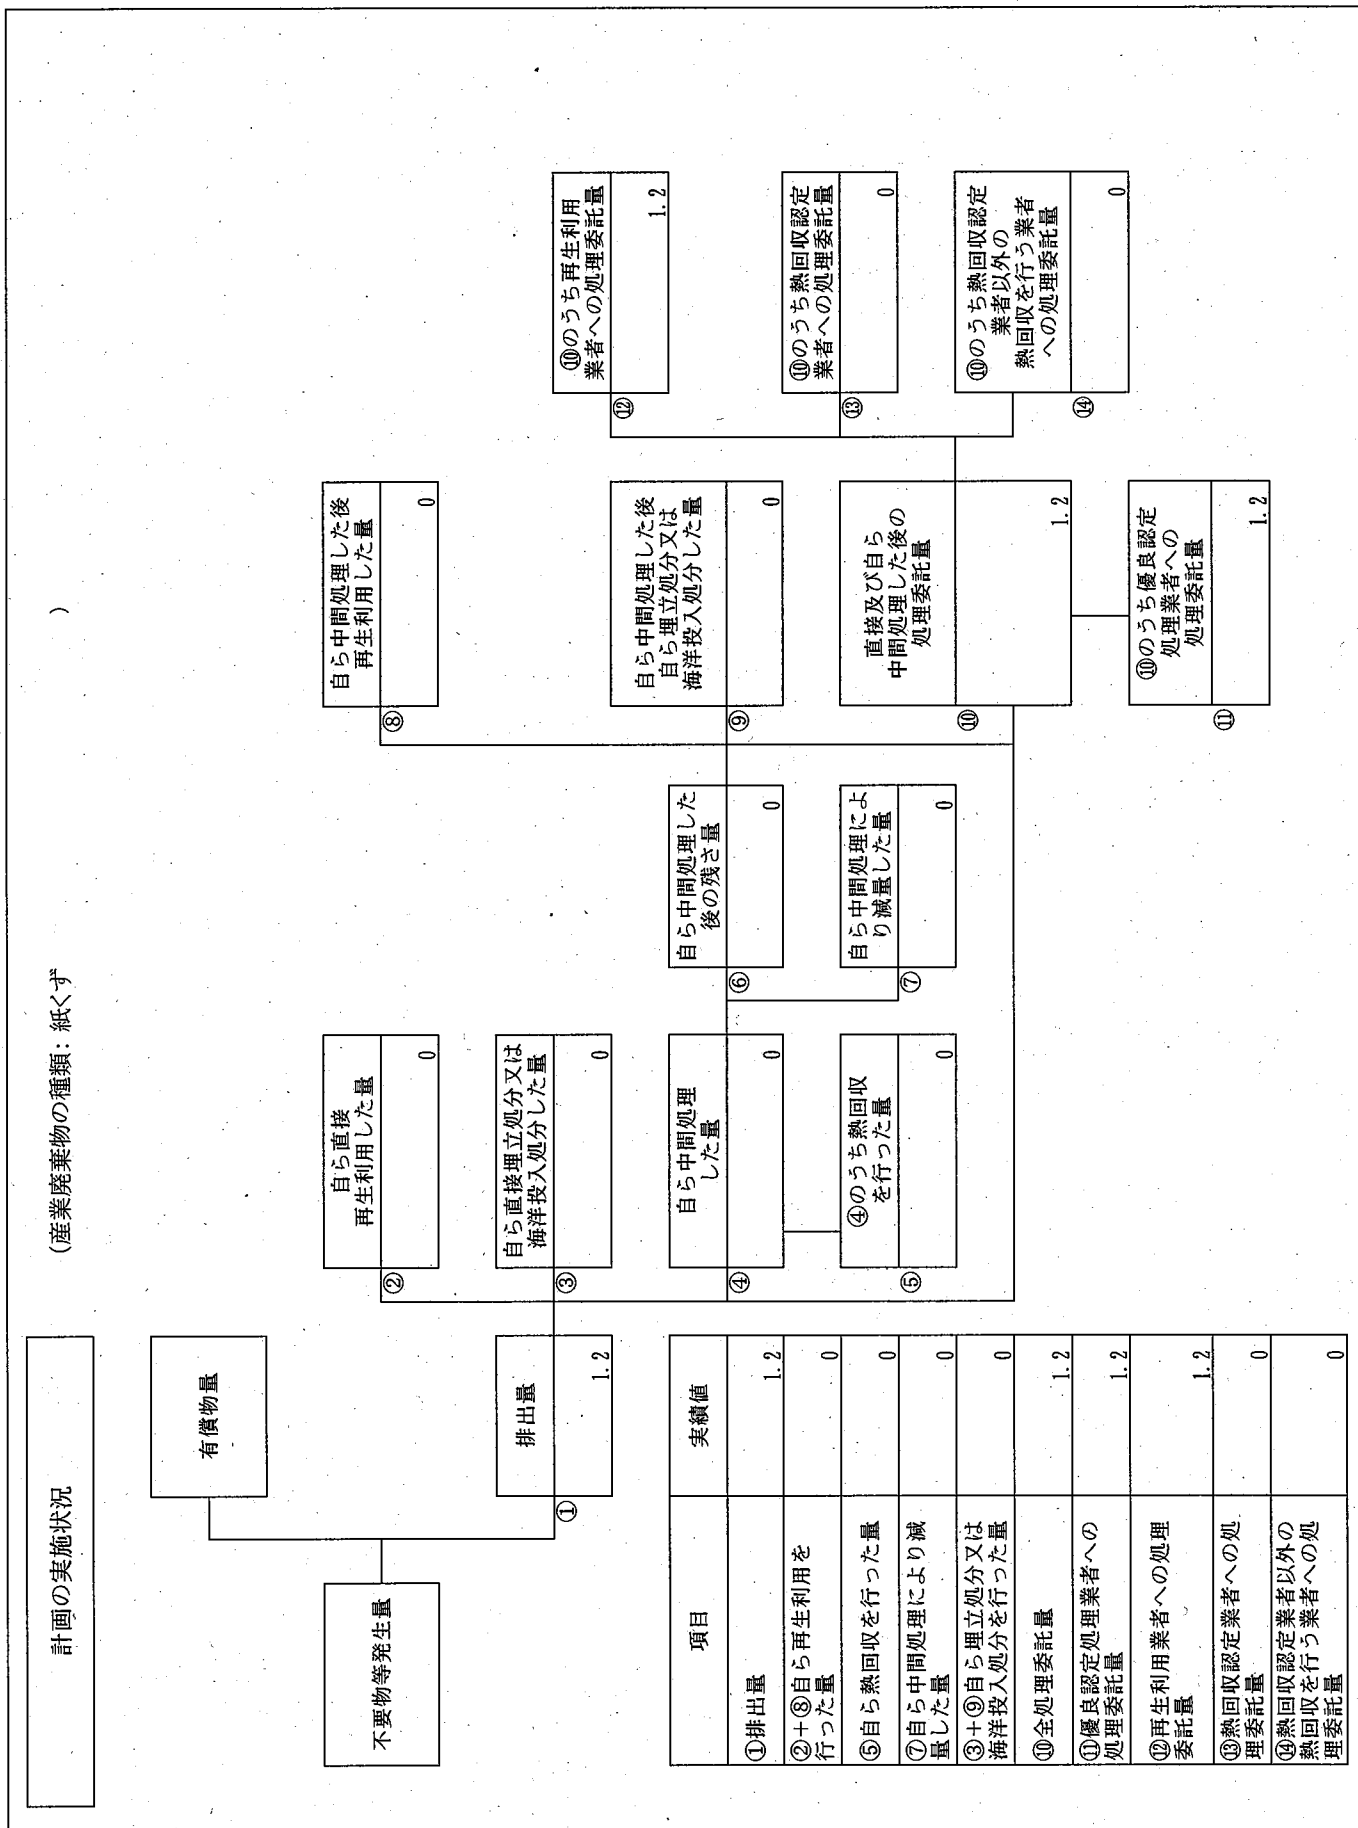 計画の実施状況
(産業廃棄物の種類：紙くず
)
不要物等発生量
有償物量
①
排出量
1.2
②
自ら直接
再生利用した量
0
③
自ら直接埋立処分又は
海洋投入処分した量
0
④
自ら中間処理
した量
0
⑤
④のうち熱回収
を行った量
0
⑥
自ら中間処理した
後の残さ量
0
⑦
自ら中間処理によ
り減量した量
0
⑧
自ら中間処理した後
再生利用した量
0
⑨
自ら中間処理した後
自ら埋立処分又は
海洋投入処分した量
0
⑩
直接及び自ら
中間処理した後の
処理委託量
1.2
⑪
⑩のうち優良認定
処理業者への
処理委託量
1.2
⑫
⑩のうち再生利用
業者への処理委託量
1.2
⑬
⑩のうち熱回収認定
業者への処理委託量
0
⑭
⑩のうち熱回収認定
業者以外の
熱回収を行う業者
への処理委託量
0
項目
実績値
①排出量
1.2
②+⑧自ら再生利用を
行った量
0
⑤自ら熱回収を行った量
0
⑦自ら中間処理により減
量した量
0
③+⑨自ら埋立処分又は
海洋投入処分を行った量
0
⑩全処理委託量
1.2
⑪優良認定処理業者への
処理委託量
1.2
⑫再生利用業者への処理
委託量
1.2
⑬熱回収認定業者への処
理委託量
0
⑭熱回収認定業者以外の
熱回収を行う業者への処
理委託量
0